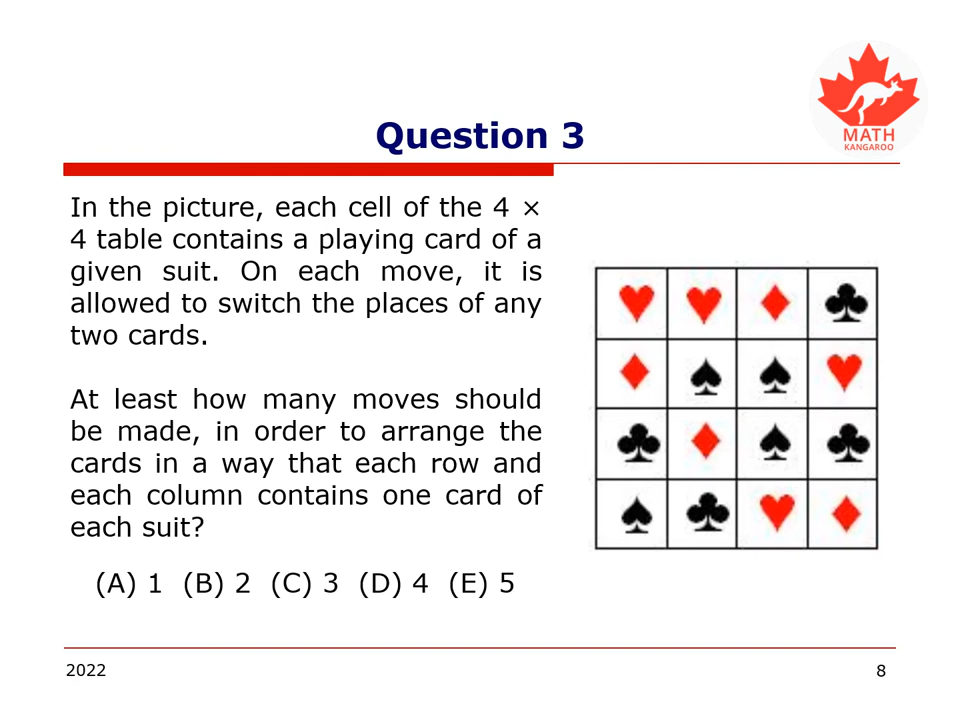 MATH
KANGAROO
Question 3
In the picture, each cell of the 4 ×
4 table contains a playing card of a
given suit. On each move, it is
allowed to switch the places of any
two cards.
At least how many moves should
be made, in order to arrange the
cards in a way that each row and
each column contains one card of
each suit?
(A) 1 (B) 2 (C) 3 (D) 4 (E) 5
2022
8